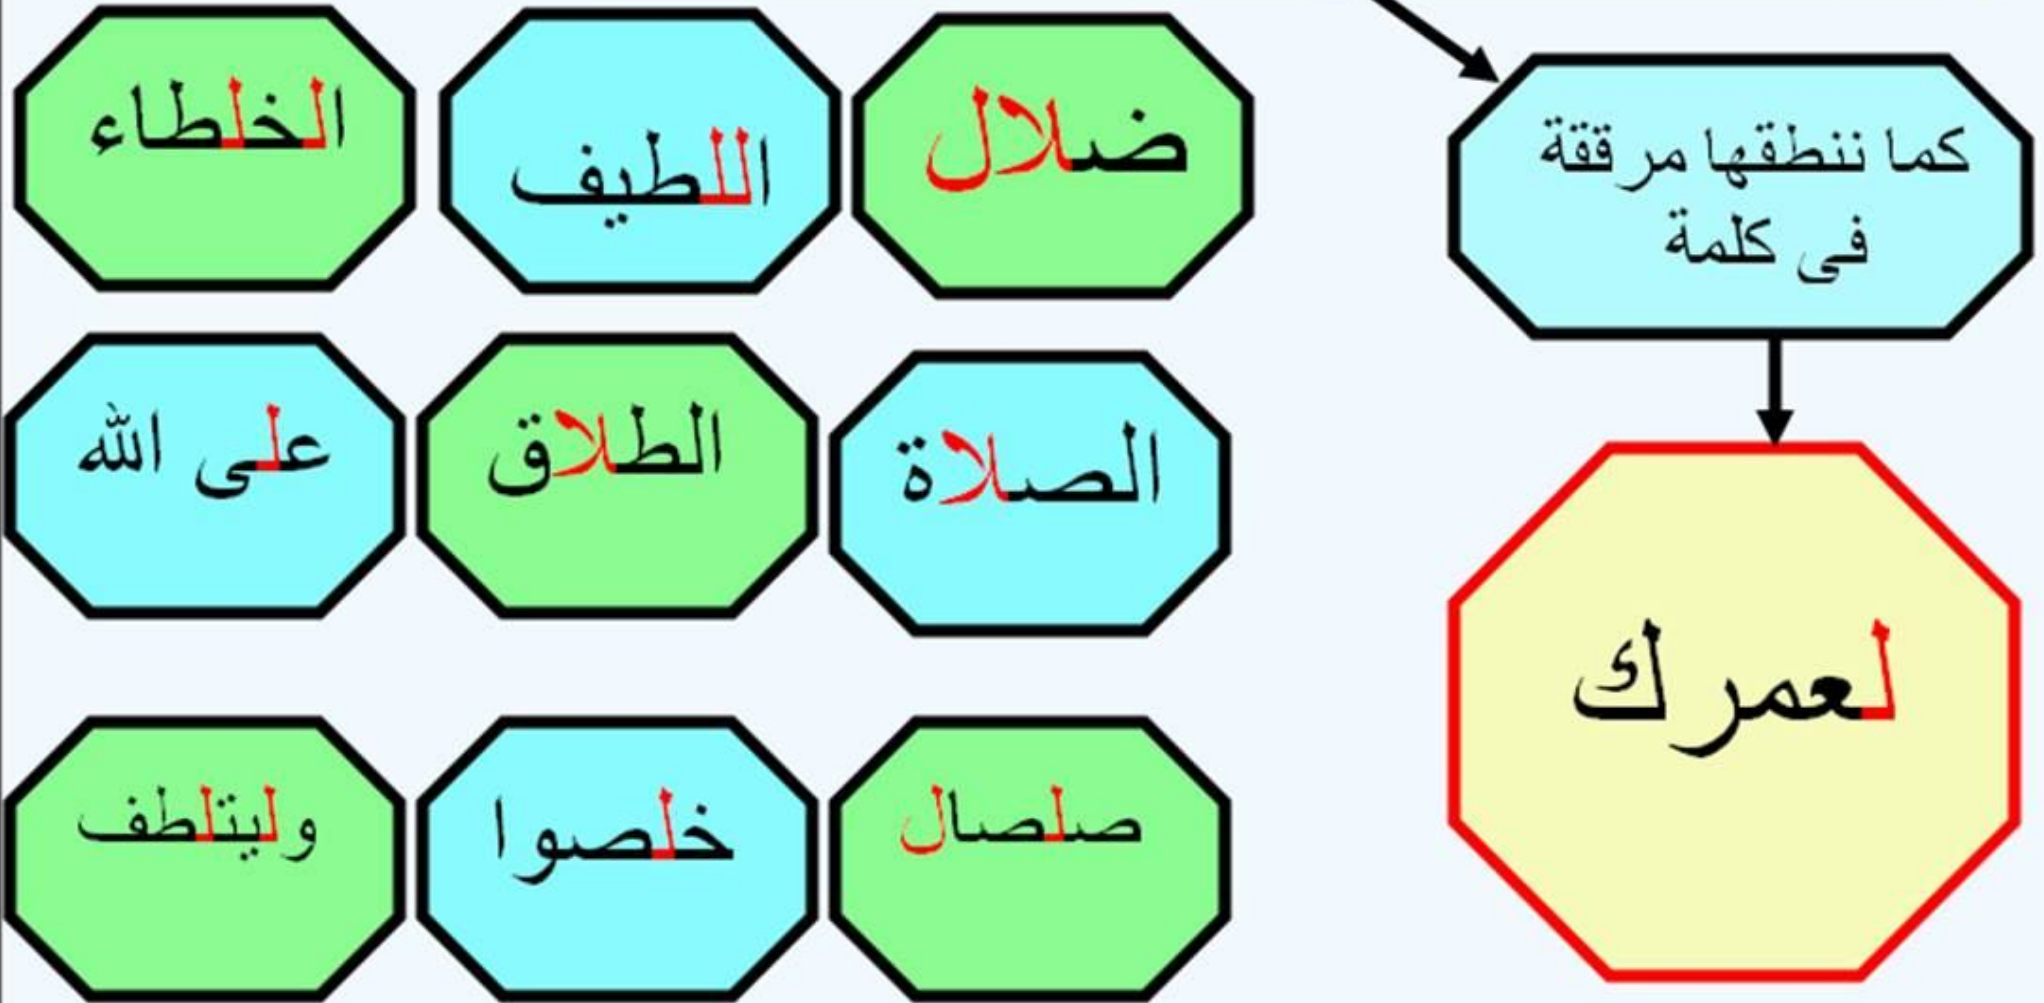 كما ننطقها مرققة
فى كلمة
لعمرك
ضلال
اللطيف
الخلطاء
الصلاة
الطلاق
على الله
صلصال
خلصوا
وليتلطف